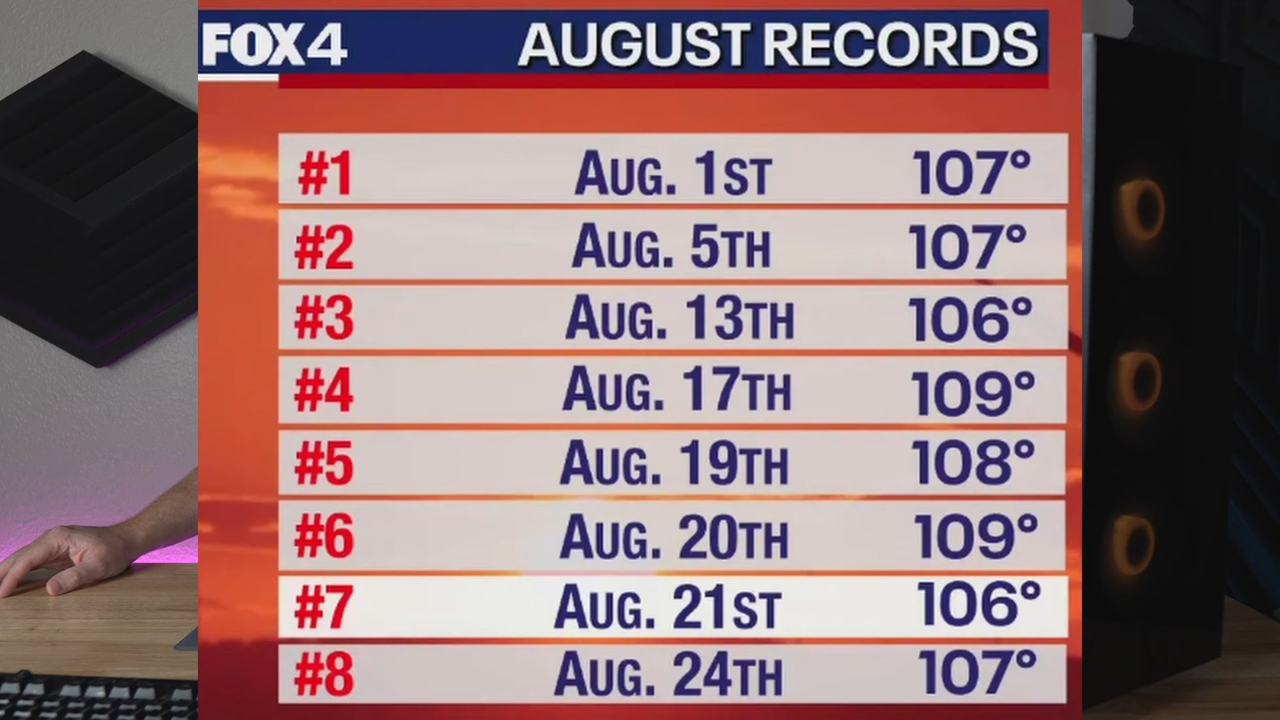 FOX4 AUGUST RECORDS
#1 AUG. 1ST 107°
#2 AUG. 5TH 107°
#3 AUG. 13TH 106°
#4 AUG. 17TH 109°
#5 AUG. 19TH 108°
#6 AUG. 20TH 109°
#7 AUG. 21ST 106°
#8 AUG. 24TH 107°